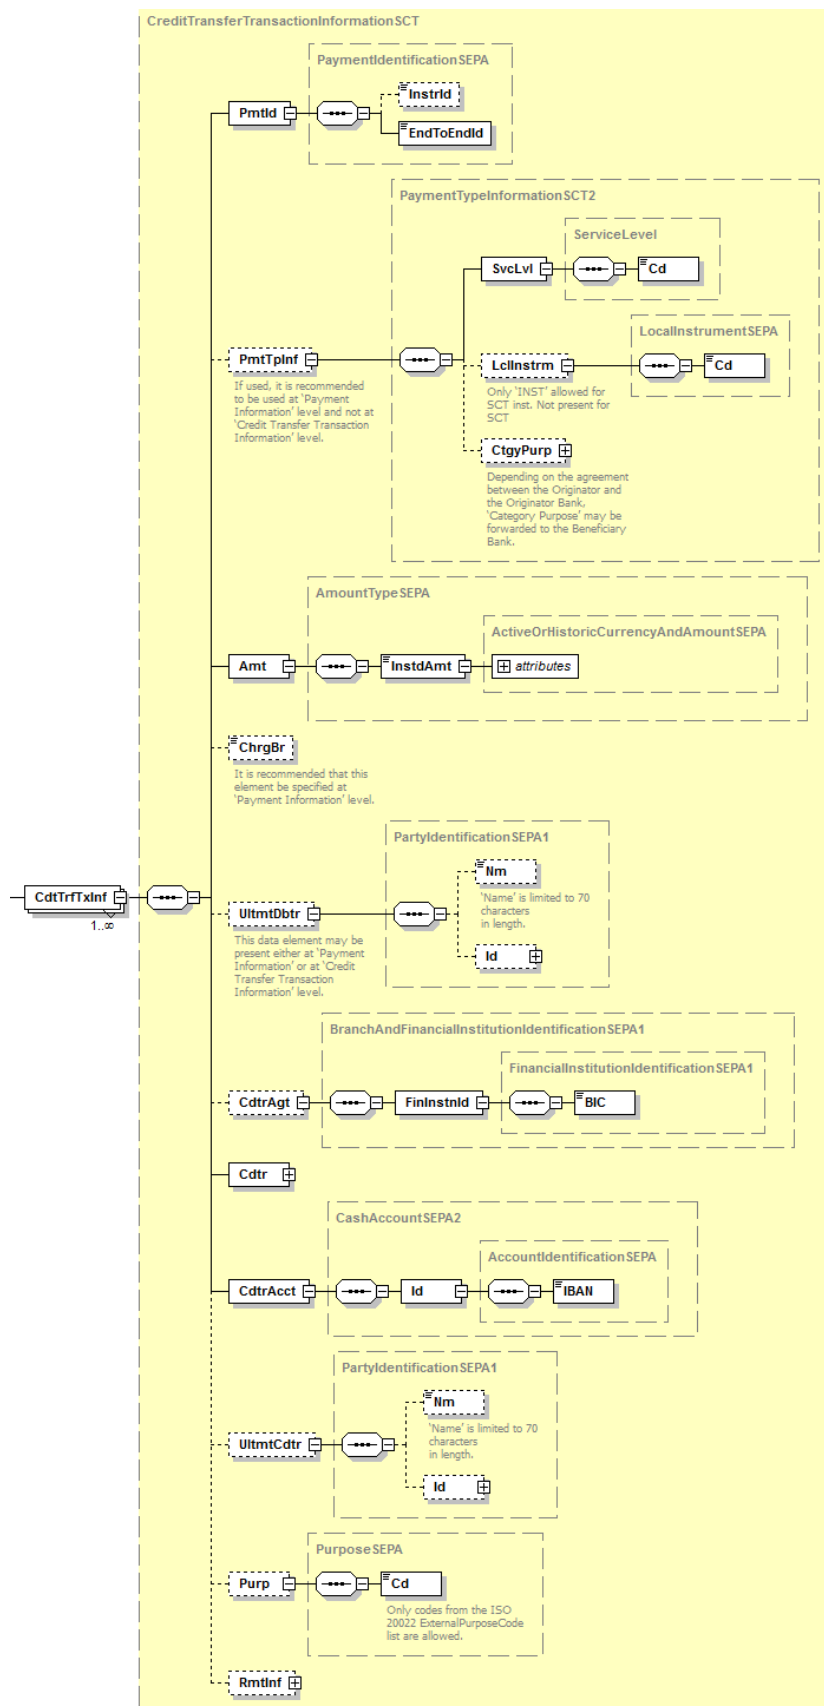 CreditTransferTransactionInformationSCT
PaymentIdentificationSEPA
InstrId
PmtId
EndToEndId
PaymentTypeInformationSCT2
ServiceLevel
SvcLvl
Cd
LocalInstrumentSEPA
PmtTpInf
LclInstrm
Cd
If used, it is recommended
to be used at 'Payment
Information' level and not at
'Credit Transfer Transaction
Information' level.
Only 'INST' allowed for
SCT inst. Not present for
SCT
CtgyPurp
Depending on the agreement
between the Originator and
the Originator Bank,
'Category Purpose' may be
forwarded to the Beneficiary
Bank.
AmountTypeSEPA
ActiveOrHistoricCurrencyAndAmountSEPA
Amt
InstdAmt
attributes
ChrgBr
It is recommended that this
element be specified at
'Payment Information' level.
PartyIdentificationSEPA1
Nm
'Name' is limited to 70
characters
in length.
CdtTrfTxInf
1..∞
UltmtDbtr
This data element may be
present either at 'Payment
Information' or at 'Credit
Transfer Transaction
Information' level.
Id
BranchAndFinancialInstitutionIdentificationSEPA1
FinancialInstitutionIdentificationSEPA1
CdtrAgt
FinInstnId
BIC
Cdtr
CashAccountSEPA2
AccountIdentificationSEPA
CdtrAcct
Id
IBAN
PartyIdentificationSEPA1
Nm
'Name' is limited to 70
characters
in length.
UltmtCdtr
Id
PurposeSEPA
Purp
Cd
Only codes from the ISO
20022 ExternalPurposeCode
list are allowed.
RmtInf